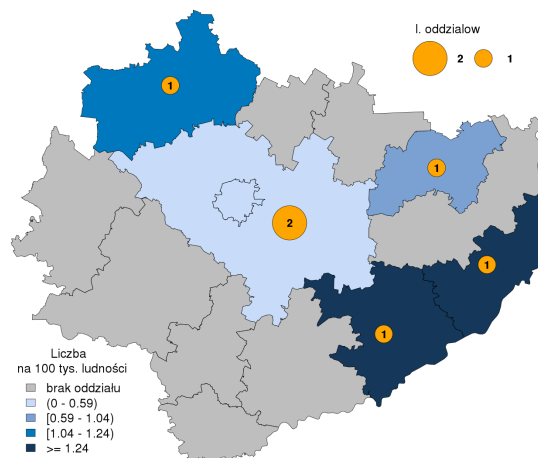 l. oddzialow
2 1
1
1
2
1
1
Liczba
na 100 tys. ludności
brak oddziału
(0 - 0.59)
[0.59 - 1.04)
[1.04 - 1.24)
>= 1.24